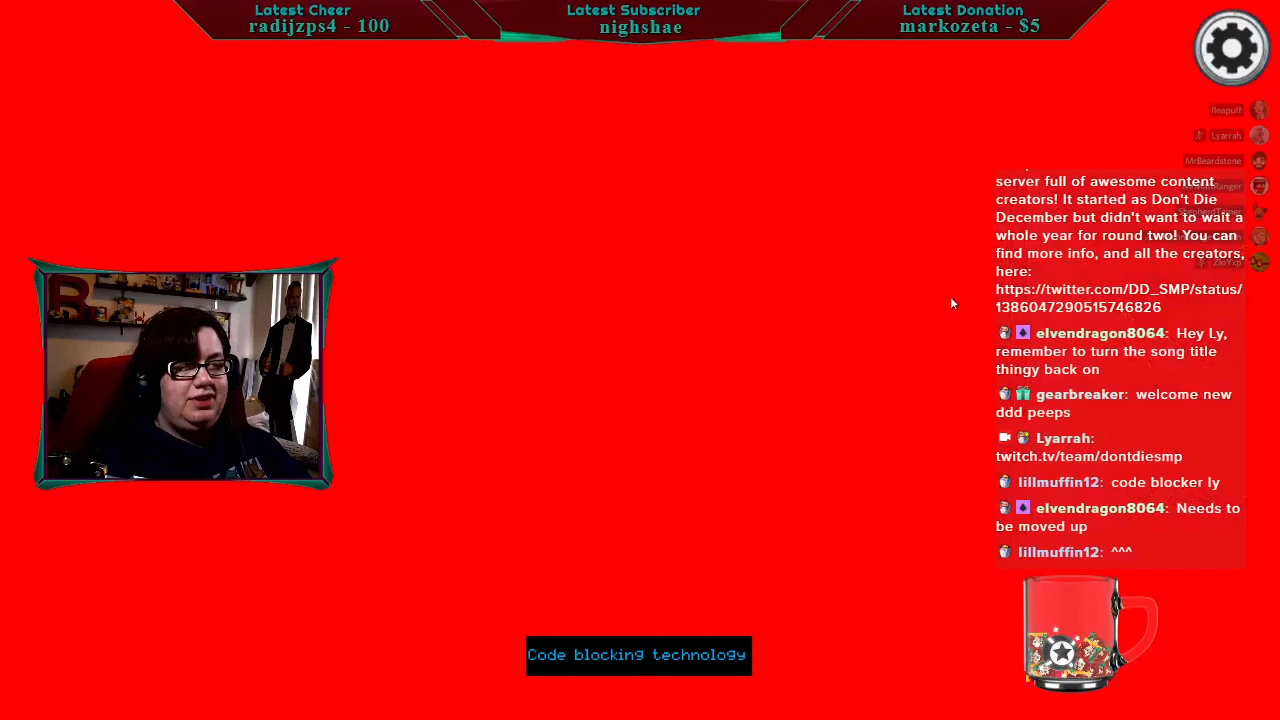 Latest Cheer
radijzps4 - 100
Latest Subscriber
nighshae
Latest Donation
markozeta - $5
Reapuff
Lyarrah
MrBeardstone
server full of awesome content
creators! It started as Don't Die
December but didn't want to wait a
whole year for round two! You can
find more info, and all the creators,
here:
https://twitter.com/DD_SMP/status/
1386047290515746826
elvendragon8064: Hey Ly,
remember to turn the song title
thingy back on
gearbreaker: welcome new
ddd peeps
Lyarrah:
twitch.tv/team/dontdiesmp
lillmuffin12: code blocker ly
elvendragon8064: Needs to
be moved up
lillmuffin12: ^^^
Code blocking technology